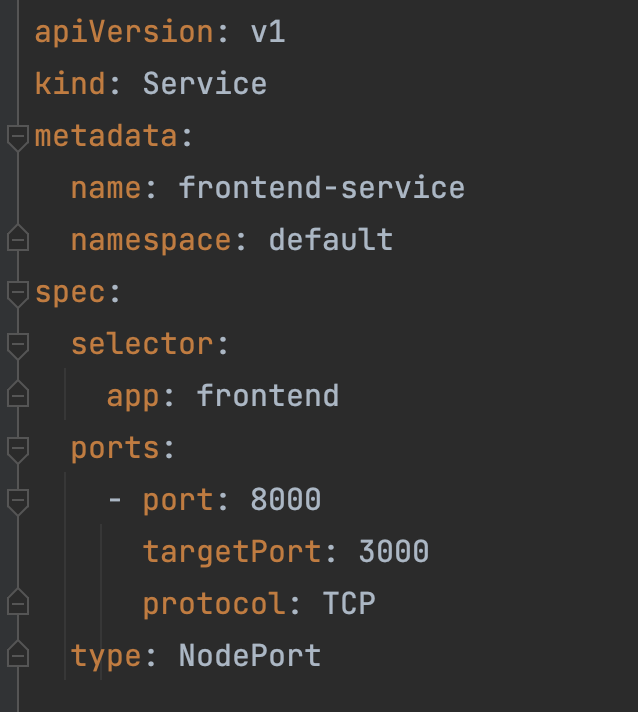 apiVersion: v1
kind: Service
metadata:
  name: frontend-service
  namespace: default
spec:
  selector:
    app: frontend
  ports:
    - port: 8000
      targetPort: 3000
      protocol: TCP
  type: NodePort